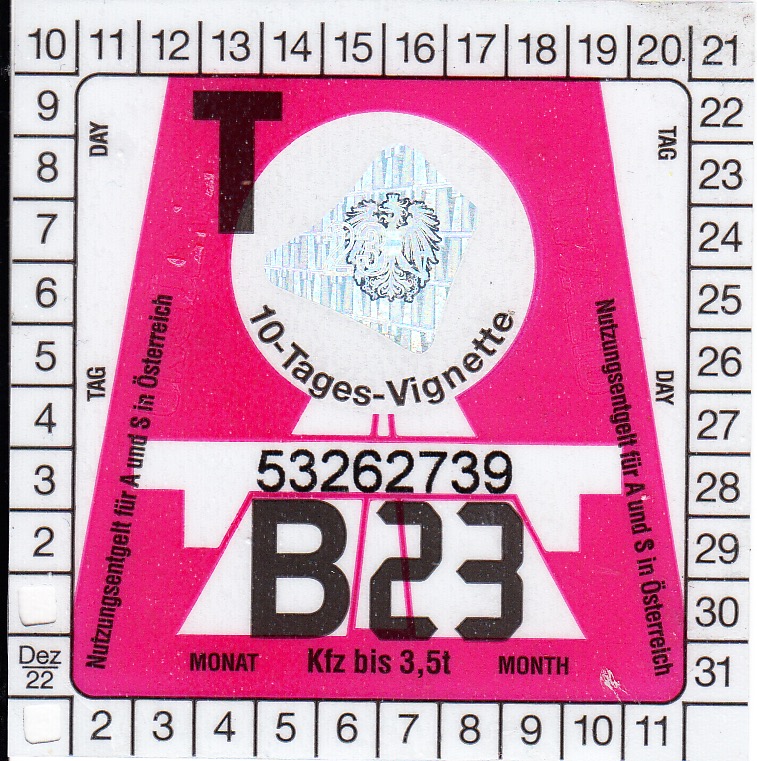 10 11 12 13 14 15 16 17 18 19 20 21
9 22
8 23
7 24
6 25
5 26
4 27
3 28
2 29
30
Dez 22 31
2 3 4 5 6 7 8 9 10 11
DAY
TAG
TAG
DAY
T
10-Tages-Vignette
Nutzungsentgelt für A und S in Österreich
Nutzungsentgelt für A und S in Österreich
53262739
B 23
MONAT Kfz bis 3,5t MONTH